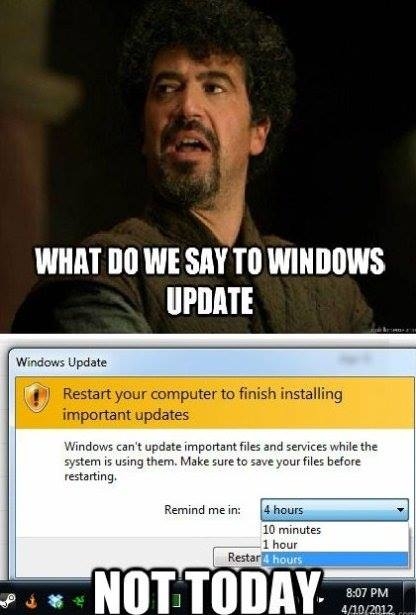 WHAT DO WE SAY TO WINDOWS
UPDATE
Windows Update
Restart your computer to finish installing
important updates
Windows can't update important files and services while the
system is using them. Make sure to save your files before
restarting.
Remind me in: 4 hours
10 minutes
1 hour
4 hours
Restar
NOT TODAY
8:07 PM
4/10/2012